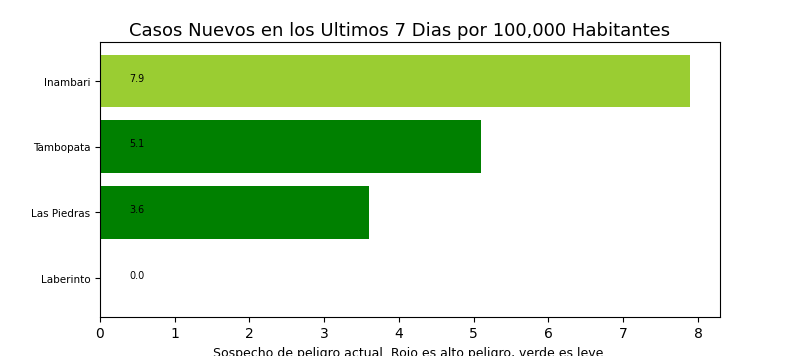 Casos Nuevos en los Ultimos 7 Dias por 100,000 Habitantes
Inambari
7.9
Tambopata
5.1
Las Piedras
3.6
Laberinto
0.0
0 1 2 3 4 5 6 7 8
Sospecho de peligro actual. Rojo es alto peligro, verde es leve